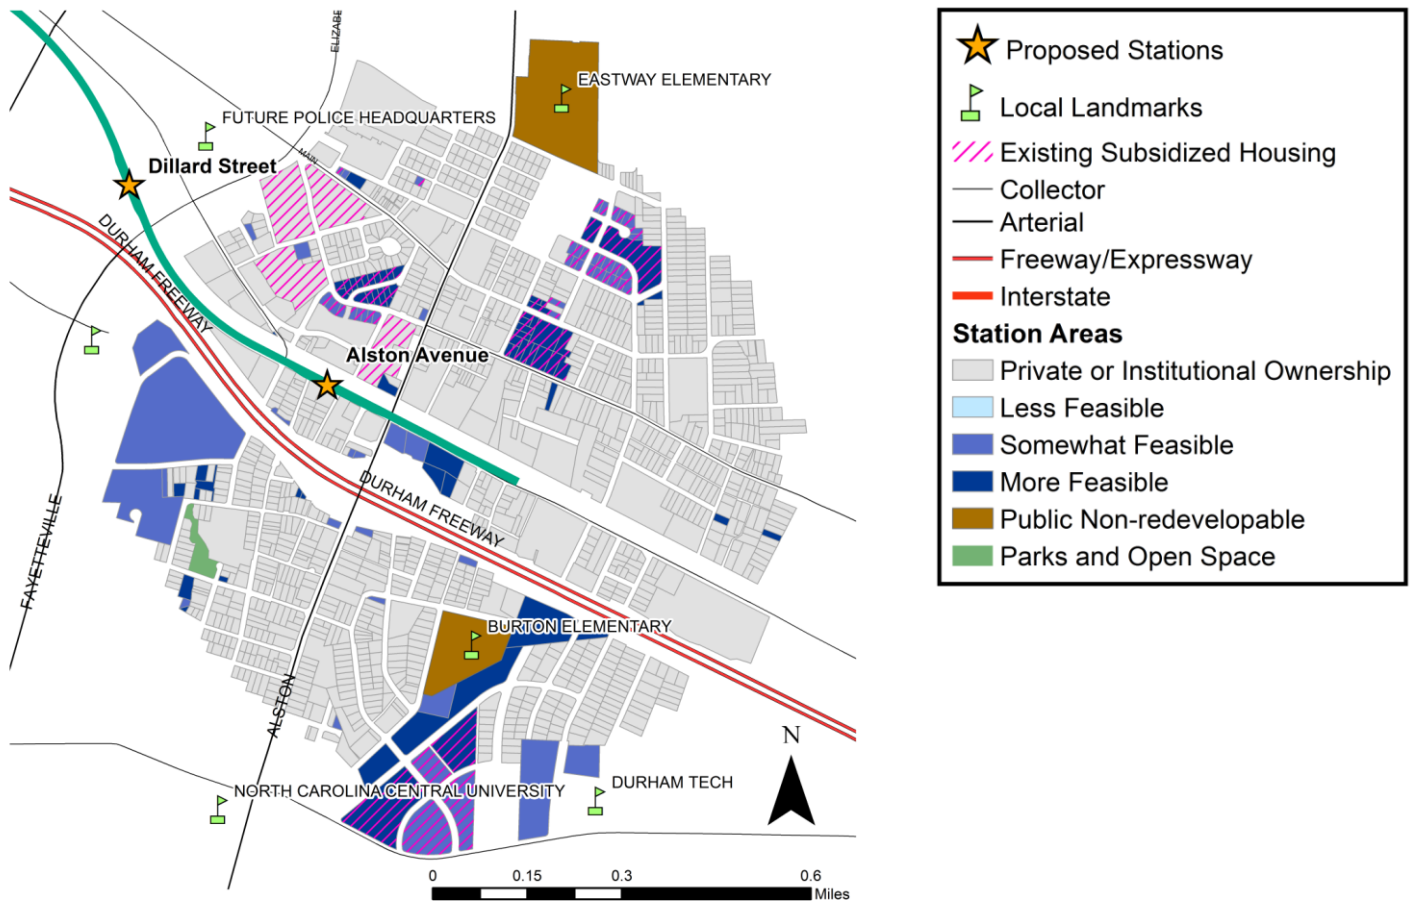 ELIZABE
EASTWAY ELEMENTARY
FUTURE POLICE HEADQUARTERS
MAIN
Dillard Street
DURHAM FREEWAY
Alston Avenue
DURHAM FREEWAY
FAYETTEVILLE
BURTON ELEMENTARY
ALSTON
NORTH CAROLINA CENTRAL UNIVERSITY
DURHAM TECH
N
0 0.15 0.3 0.6
Miles
Proposed Stations
Local Landmarks
Existing Subsidized Housing
Collector
Arterial
Freeway/Expressway
Interstate
Station Areas
Private or Institutional Ownership
Less Feasible
Somewhat Feasible
More Feasible
Public Non-redevelopable
Parks and Open Space